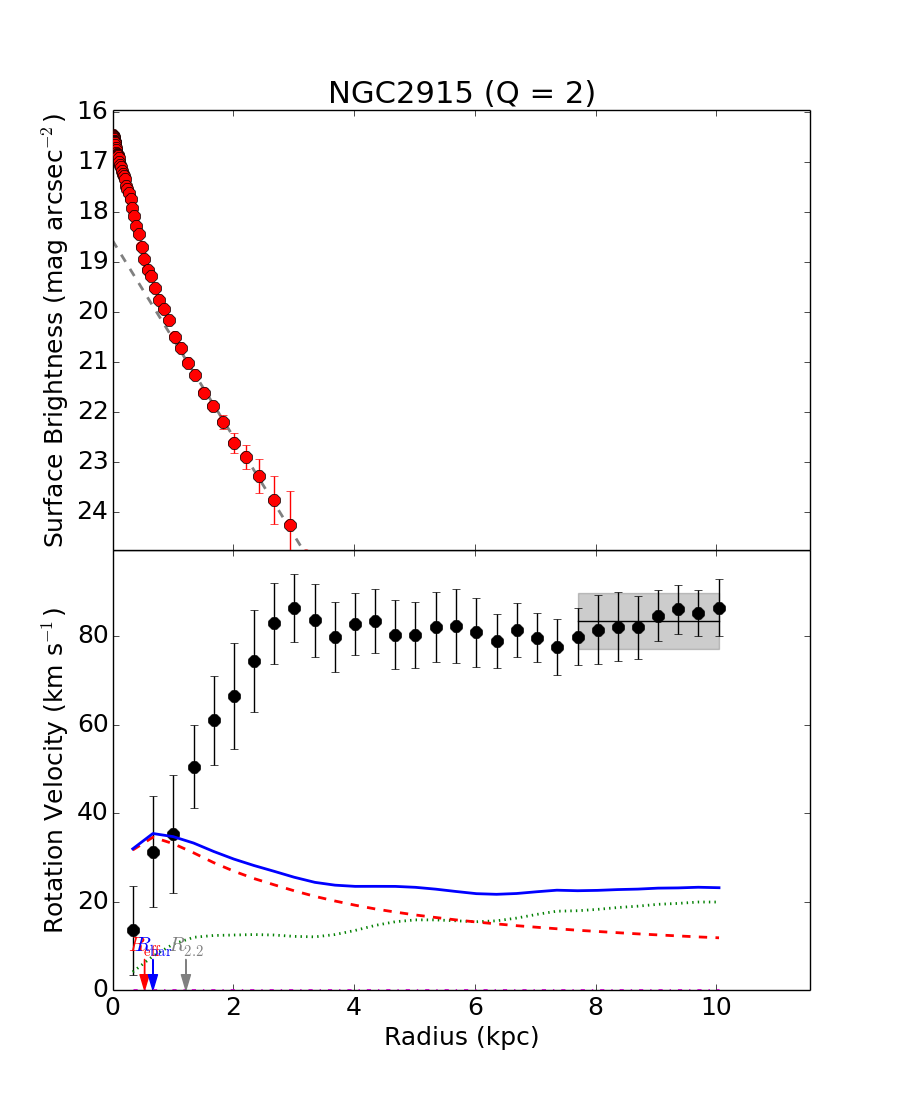 NGC2915 (Q = 2)
16
17
18
19
20
21
22
23
24
Surface Brightness (mag arcsec⁻²)
80
60
40
20
0
Rotation Velocity (km s⁻¹)
R_2.2
0 2 4 6 8 10
Radius (kpc)